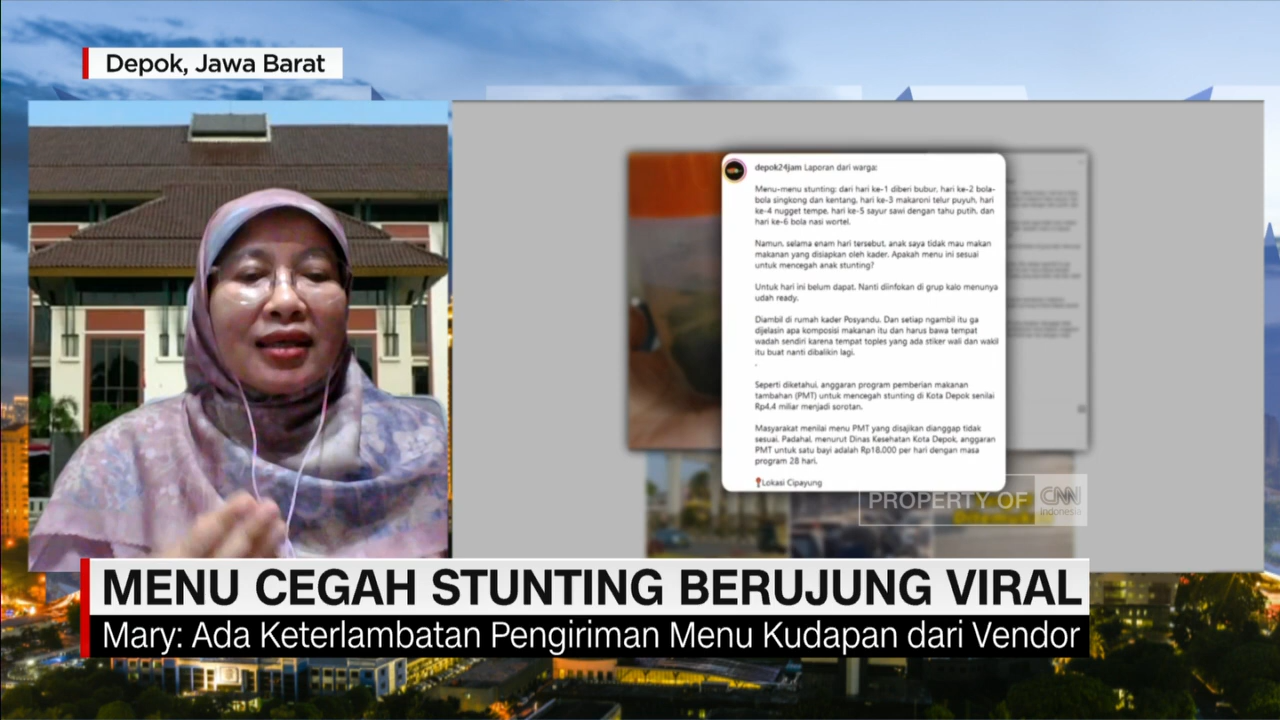 Depok, Jawa Barat
depok24jam Laporan dari warga:
Menu-menu stunting: dari hari ke-1 diberi bubur, hari ke-2 bola-
bola singkong dan kentang, hari ke-3 makaroni telur puyuh, hari
ke-4 nugget tempe, hari ke-5 sayur sawi dengan tahu putih, dan
hari ke-6 bola nasi wortel.
Namun, selama enam hari tersebut, anak saya tidak mau makan
makanan yang disiapkan oleh kader. Apakah menu ini sesuai
untuk mencegah anak stunting?
Untuk hari ini belum dapat. Nanti diinfokan di grup kalo menunya
udah ready.
Diambil di rumah kader Posyandu. Dan setiap ngambil itu ga
dijelasin apa komposisi makanan itu dan harus bawa tempat
wadah sendiri karena tempat toples yang ada stiker wali dan wakil
itu buat nanti dibalikin lagi.
.
Seperti diketahui, anggaran program pemberian makanan
tambahan (PMT) untuk mencegah stunting di Kota Depok senilai
Rp4,4 miliar menjadi sorotan.
Masyarakat menilai menu PMT yang disajikan dianggap tidak
sesuai. Padahal, menurut Dinas Kesehatan Kota Depok, anggaran
PMT untuk satu bayi adalah Rp18.000 per hari dengan masa
program 28 hari.
Lokasi Cipayung
PROPERTY OF CNN Indonesia
MENU CEGAH STUNTING BERUJUNG VIRAL
Mary: Ada Keterlambatan Pengiriman Menu Kudapan dari Vendor